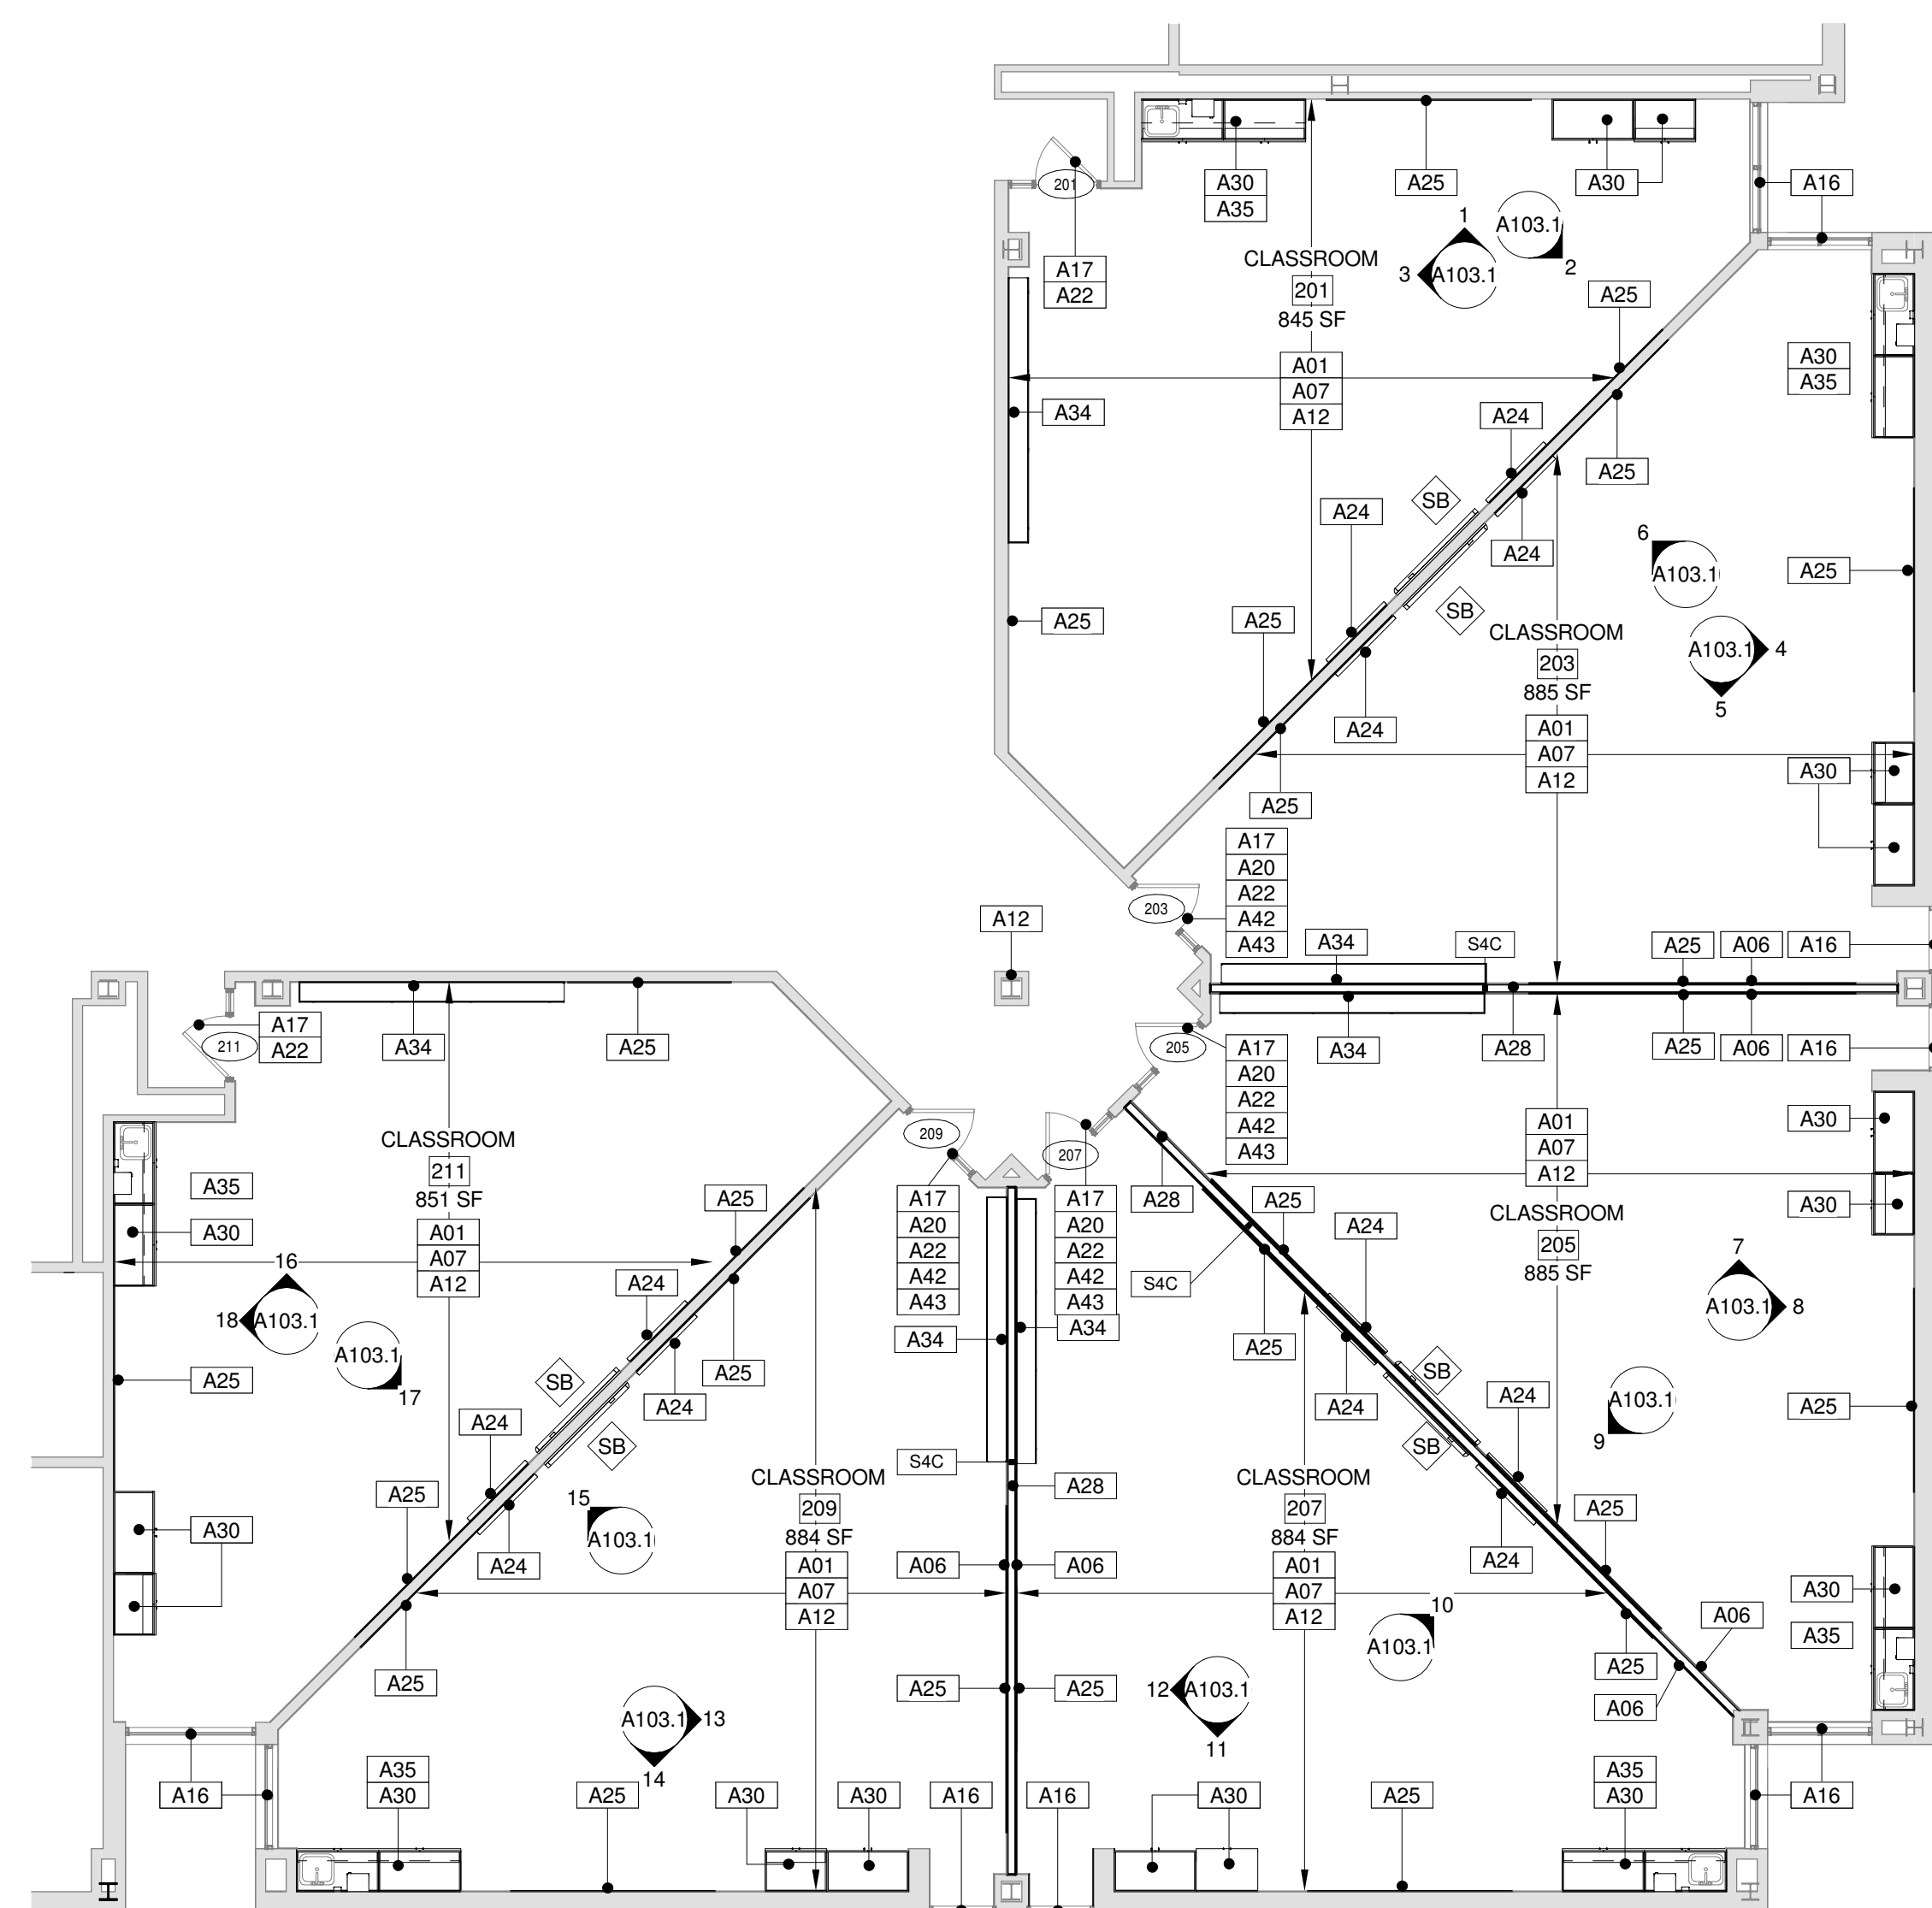 201
A30
A35
A25
A30
A16
A17
A22
CLASSROOM
201
845 SF
1
3
A103.1
A103.1
2
A25
A01
A07
A12
A34
A30
A35
A24
A25
SB
A24
A24
SB
6
A103.1
A25
A25
A25
CLASSROOM
203
885 SF
A103.1
4
5
A24
A01
A07
A12
A30
A25
A17
A20
A22
A42
A43
203
A12
A34
S4C
A25
A06
A16
A17
A22
211
A34
A25
205
A17
A20
A22
A42
A43
A34
A28
A25
A06
A16
CLASSROOM
211
851 SF
A01
A07
A12
209
207
A01
A07
A12
A30
A35
A30
A25
A17
A20
A22
A42
A43
A17
A20
A22
A42
A43
A28
A25
A24
S4C
CLASSROOM
205
885 SF
A30
16
18
A103.1
A24
A34
A34
7
A103.1
8
A103.1
17
A25
SB
A24
A25
A25
A24
SB
A24
A103.1
9
A25
A24
SB
SB
A25
15
A103.1
A24
S4C
A28
CLASSROOM
209
884 SF
A01
A07
A12
CLASSROOM
207
884 SF
A01
A07
A12
A24
A25
A30
A06
A06
A30
A35
10
A103.1
A06
A25
A25
A25
A25
12
A103.1
11
A06
A103.1
13
14
A16
A35
A30
A25
A30
A30
A16
A16
A30
A25
A35
A30
A16